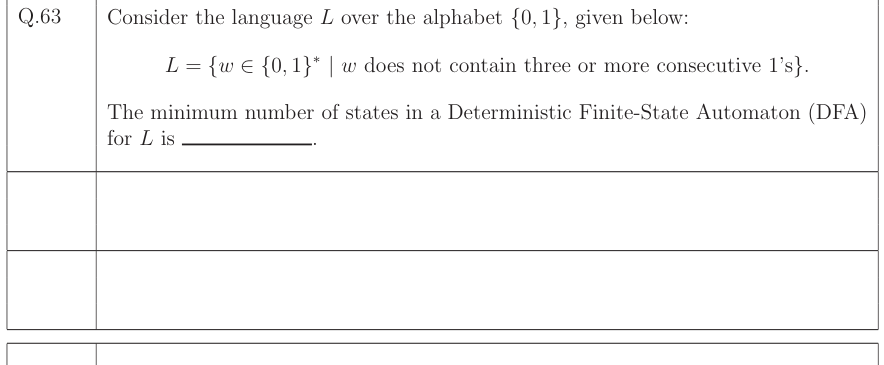 Q.63 Consider the language L over the alphabet {0, 1}, given below:
L = {w ∈ {0, 1}* | w does not contain three or more consecutive 1's}.
The minimum number of states in a Deterministic Finite-State Automaton (DFA)
for L is ____________.